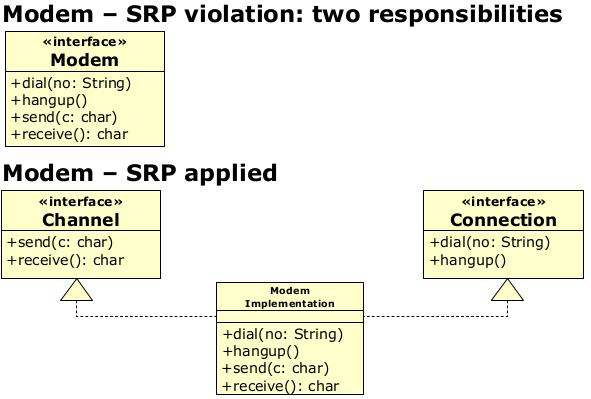 Modem – SRP violation: two responsibilities
«interface»
Modem
+dial(no: String)
+hangup()
+send(c: char)
+receive(): char
Modem – SRP applied
«interface»
Channel
+send(c: char)
+receive(): char
«interface»
Connection
+dial(no: String)
+hangup()
Modem
Implementation
+dial(no: String)
+hangup()
+send(c: char)
+receive(): char